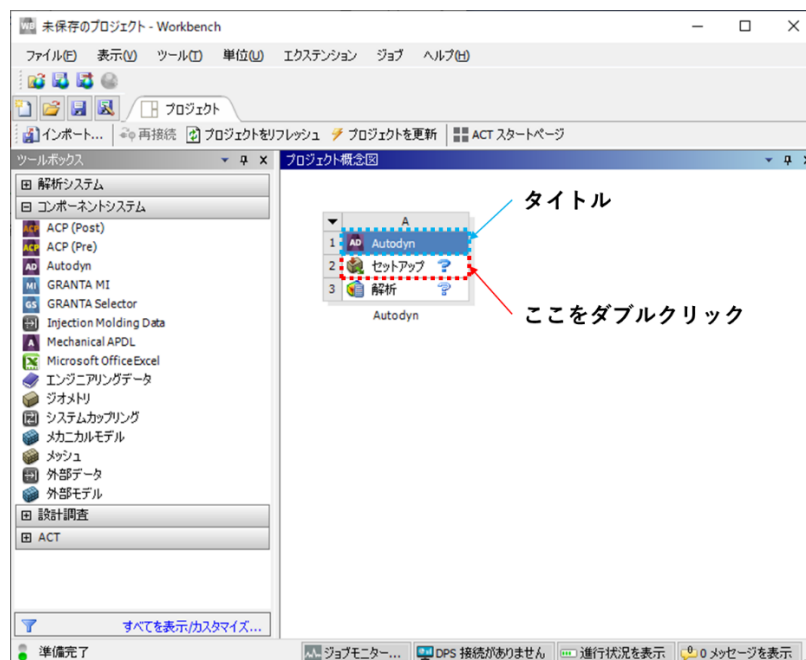 未保存のプロジェクト - Workbench
ファイル(F) 表示(V) ツール(T) 単位(U) エクステンション ジョブ ヘルプ(H)
プロジェクト
インポート... 再接続 プロジェクトをリフレッシュ プロジェクトを更新 ACT スタートページ
ツールボックス
プロジェクト概念図
解析システム
コンポーネントシステム
ACP (Post)
ACP (Pre)
Autodyn
GRANTA MI
GRANTA Selector
Injection Molding Data
Mechanical APDL
Microsoft Office Excel
エンジニアリングデータ
ジオメトリ
システムカップリング
メカニカルモデル
メッシュ
外部データ
外部モデル
設計調査
ACT
すべてを表示/カスタマイズ...
A
1 AD Autodyn
2 セットアップ ?
3 解析 ?
Autodyn
タイトル
ここをダブルクリック
準備完了 ジョブモニター... DPS 接続がありません 進行状況を表示 0 メッセージを表示